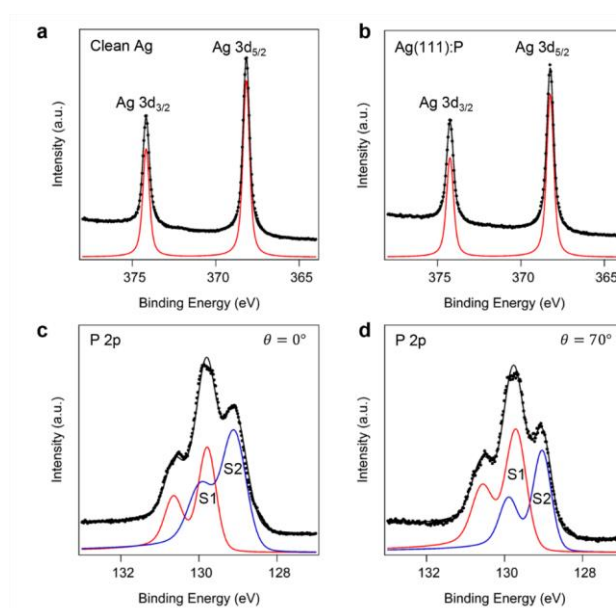 a
Clean Ag
Ag 3d5/2
Ag 3d3/2
Intensity (a.u.)
375
370
365
Binding Energy (eV)
b
Ag(111):P
Ag 3d5/2
Ag 3d3/2
Intensity (a.u.)
375
370
365
Binding Energy (eV)
c
P 2p
θ = 0°
S1
S2
Intensity (a.u.)
132
130
128
Binding Energy (eV)
d
P 2p
θ = 70°
S1
S2
Intensity (a.u.)
132
130
128
Binding Energy (eV)